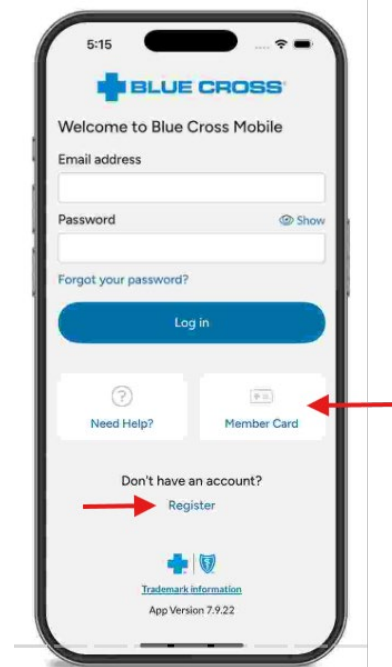 5:15
BLUE CROSS
Welcome to Blue Cross Mobile
Email address
Password Show
Forgot your password?
Log in
Need Help? Member Card
Don't have an account?
Register
Trademark information
App Version 7.9.22